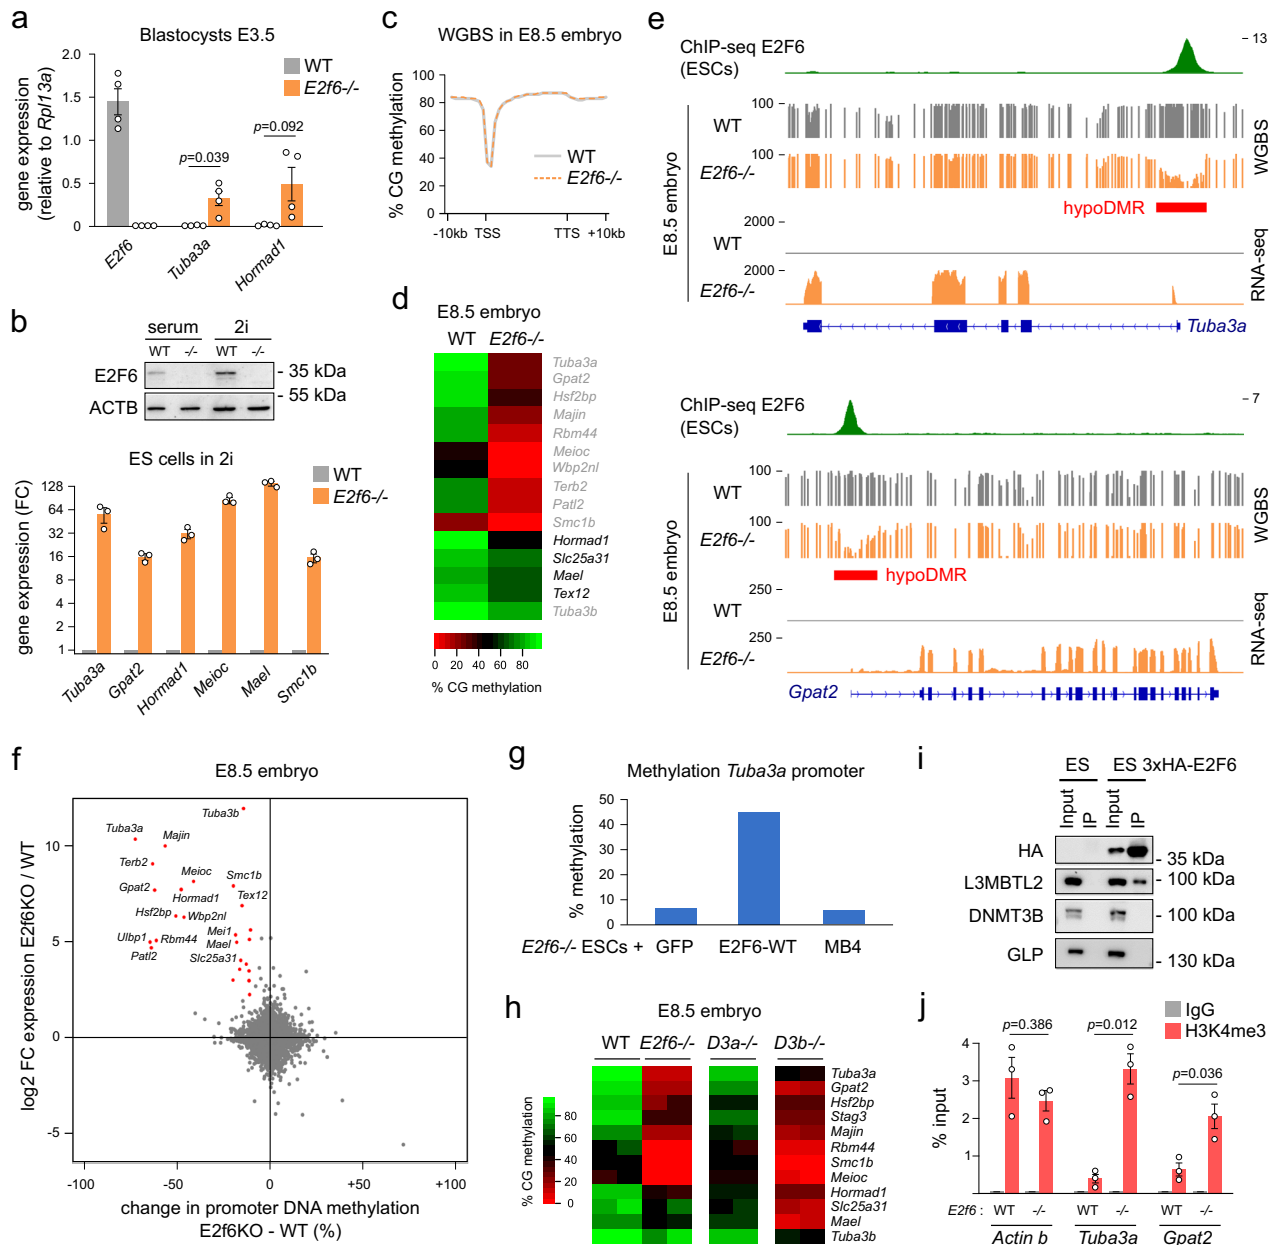 a
Blastocysts E3.5
gene expression
(relative to Rpl13a)
2.0
1.5
1.0
0.5
0
WT
E2f6-/-
p=0.039
p=0.092
E2f6
Tuba3a
Hormad1
b
serum
2i
WT
-/-
WT
-/-
E2F6
- 35 kDa
- 55 kDa
ACTB
ES cells in 2i
WT
E2f6-/-
gene expression (FC)
128
64
32
16
8
4
2
1
Tuba3a
Gpat2
Hormad1
Meioc
Mael
Smc1b
c
WGBS in E8.5 embryo
% CG methylation
100
80
60
40
20
0
WT
E2f6-/-
-10kb
TSS
TTS
+10kb
d
E8.5 embryo
WT
E2f6-/-
Tuba3a
Gpat2
Hsf2bp
Majin
Rbm44
Meioc
Wbp2nl
Terb2
Patl2
Smc1b
Hormad1
Slc25a31
Mael
Tex12
Tuba3b
0
20
60
100
% CG methylation
e
ChIP-seq E2F6
(ESCs)
- 13
100
WT
100
E2f6-/-
WGBS
hypoDMR
E8.5 embryo
2000
WT
2000
E2f6-/-
RNA-seq
Tuba3a
ChIP-seq E2F6
(ESCs)
- 7
100
WT
100
E2f6-/-
WGBS
hypoDMR
E8.5 embryo
250
WT
250
E2f6-/-
RNA-seq
Gpat2
f
E8.5 embryo
log2 FC expression E2f6KO / WT
10
5
0
-5
Tuba3b
Tuba3a
Majin
Terb2
Meioc
Smc1b
Gpat2
Hormad1
Tex12
Hsf2bp
Wbp2nl
Mei1
Ulbp1
Rbm44
Mael
Patl2
Slc25a31
-100
-50
0
+50
+100
change in promoter DNA methylation
E2f6KO - WT (%)
g
Methylation Tuba3a promoter
% methylation
50
40
30
20
10
0
E2f6-/- ESCs +
GFP
E2F6-WT
MB4
h
E8.5 embryo
WT
E2f6-/-
D3a-/-
D3b-/-
% CG methylation
80
60
40
20
0
Tuba3a
Gpat2
Hsf2bp
Stag3
Majin
Rbm44
Smc1b
Meioc
Hormad1
Slc25a31
Mael
Tuba3b
i
ES
ES 3xHA-E2F6
Input
IP
Input
IP
HA
- 35 kDa
L3MBTL2
- 100 kDa
DNMT3B
- 100 kDa
GLP
- 130 kDa
j
IgG
H3K4me3
% input
4
3
2
1
p=0.386
p=0.012
p=0.036
E2f6 :
WT
-/-
WT
-/-
WT
-/-
Actin b
Tuba3a
Gpat2